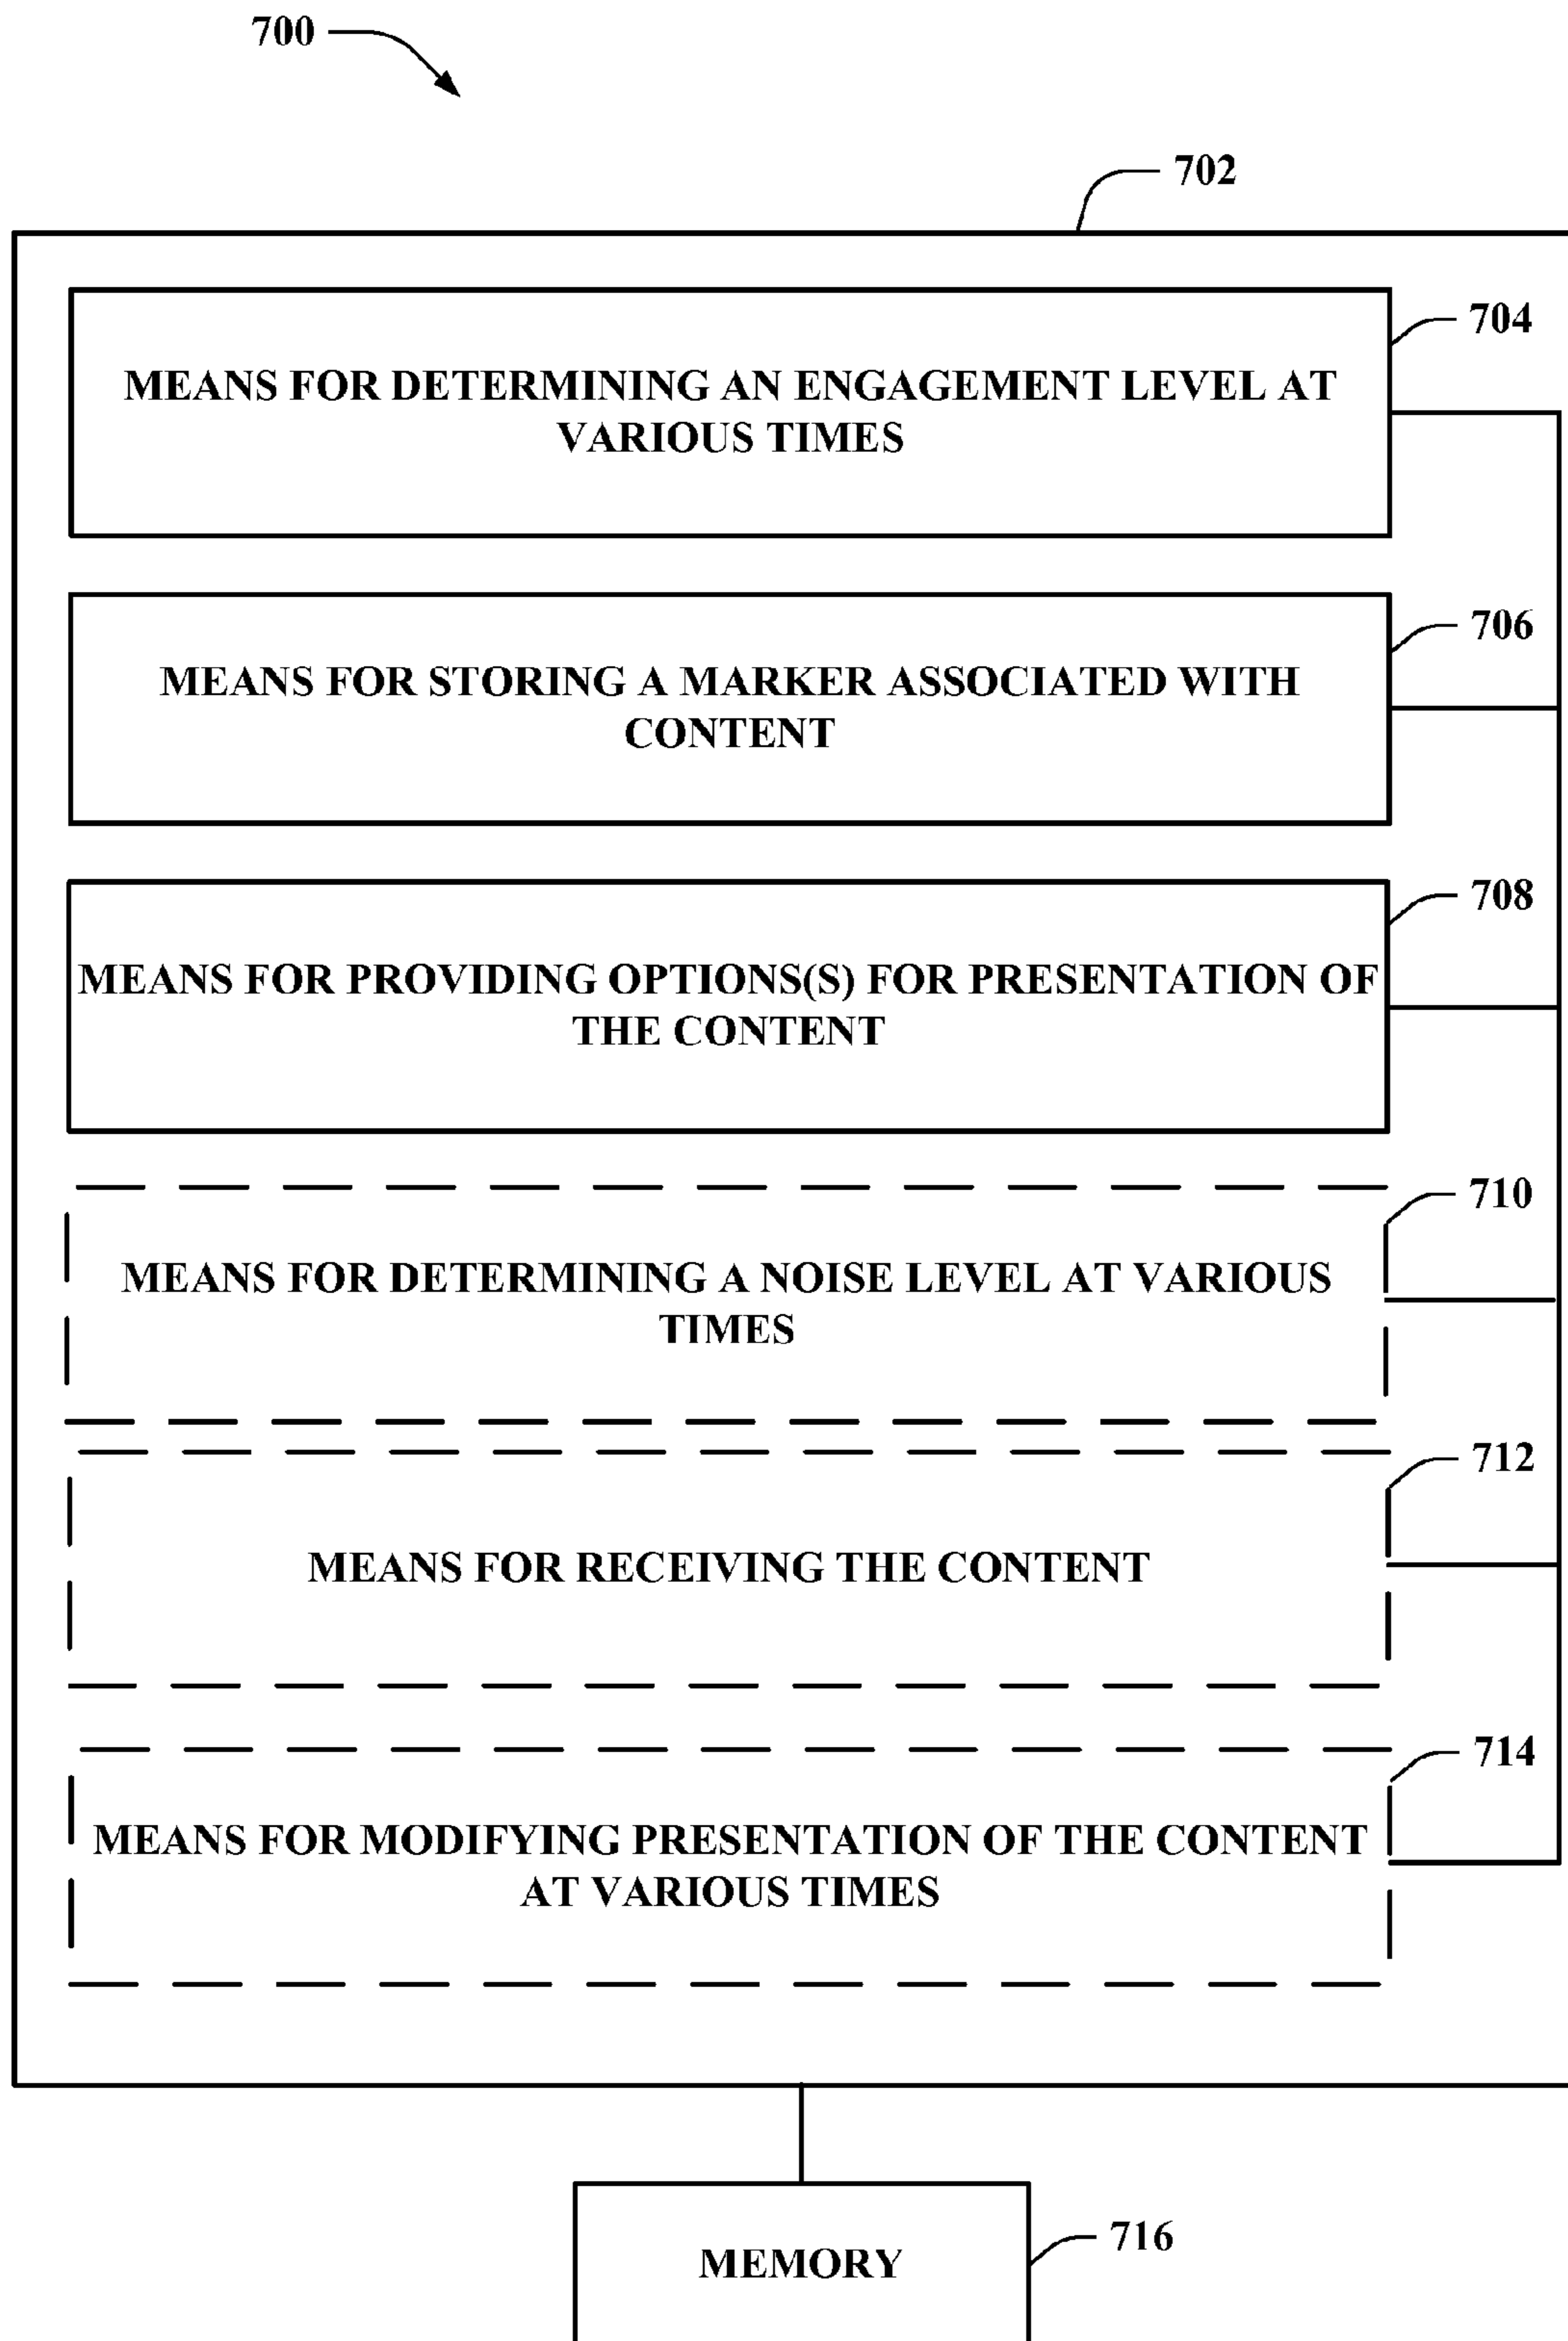 700
702
704
MEANS FOR DETERMINING AN ENGAGEMENT LEVEL AT
VARIOUS TIMES
706
MEANS FOR STORING A MARKER ASSOCIATED WITH
CONTENT
708
MEANS FOR PROVIDING OPTIONS(S) FOR PRESENTATION OF
THE CONTENT
710
MEANS FOR DETERMINING A NOISE LEVEL AT VARIOUS
TIMES
712
MEANS FOR RECEIVING THE CONTENT
714
MEANS FOR MODIFYING PRESENTATION OF THE CONTENT
AT VARIOUS TIMES
716
MEMORY